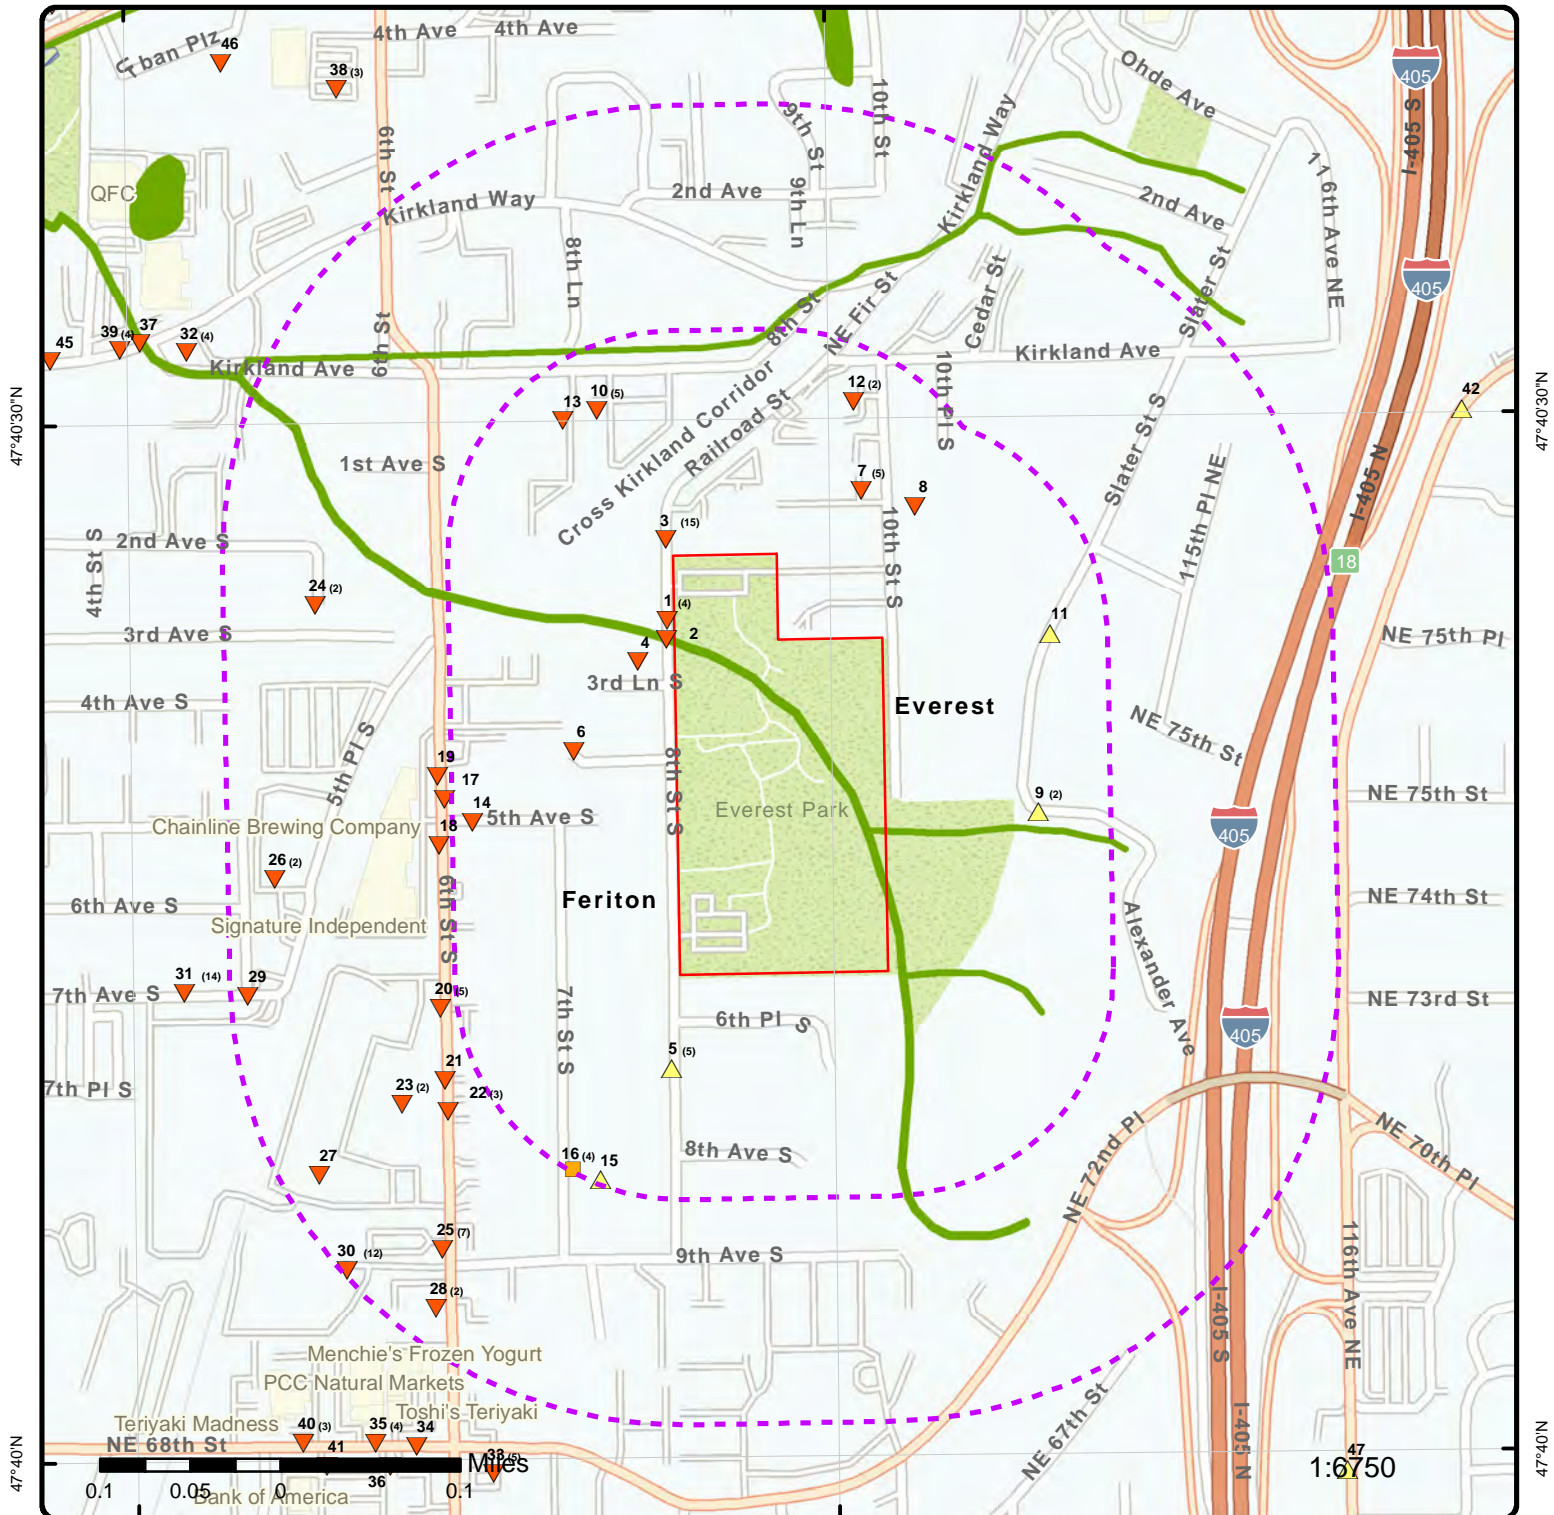 46
38 (3)
4th Ave
4th Ave
ban Plz
Ohde Ave
405
I-405 S
6th St
9th St
10th St
QFC
Kirkland Way
2nd Ave
9th Ln
Kirkland Way
2nd Ave
116th Ave NE
8th Ln
Cedar St
Slater St
405
45
39 (4)
37
32 (4)
6th St
8th St
NE Fir St
Kirkland Ave
Kirkland Ave
47°40'30"N
47°40'30"N
13
10 (5)
12 (2)
10th Pl S
42
1st Ave S
Cross Kirkland Corridor
Railroad St
Slater St S
7 (5)
8
I-405 N
115th Pl NE
3 (15)
10th St S
18
2nd Ave S
4th St S
24 (2)
1 (4)
2
4
11
3rd Ave S
NE 75th Pl
3rd Ln S
4th Ave S
Everest
NE 75th St
5th Pl S
6
8th St S
19
17
14
18
5th Ave S
Everest Park
9 (2)
NE 75th St
Chainline Brewing Company
405
26 (2)
6th Ave S
6th St S
Feriton
NE 74th St
Signature Independent
Alexander Ave
31 (14)
29
7th Ave S
20 (5)
7th St S
6th Pl S
NE 73rd St
405
5 (5)
21
7th Pl S
23 (2)
22 (3)
NE 72nd Pl
NE 70th Pl
27
16 (4)
15
8th Ave S
25 (7)
30 (12)
9th Ave S
116th Ave NE
28 (2)
I-405 S
Menchie's Frozen Yogurt
PCC Natural Markets
Teriyaki Madness
Toshi's Teriyaki
40 (3)
35 (4)
34
NE 68th St
41
NE 67th St
I-405 N
47
33 (5)
Miles
36
1:6750
0.1 0.05 0 0.1
Bank of America
47°40'N
47°40'N